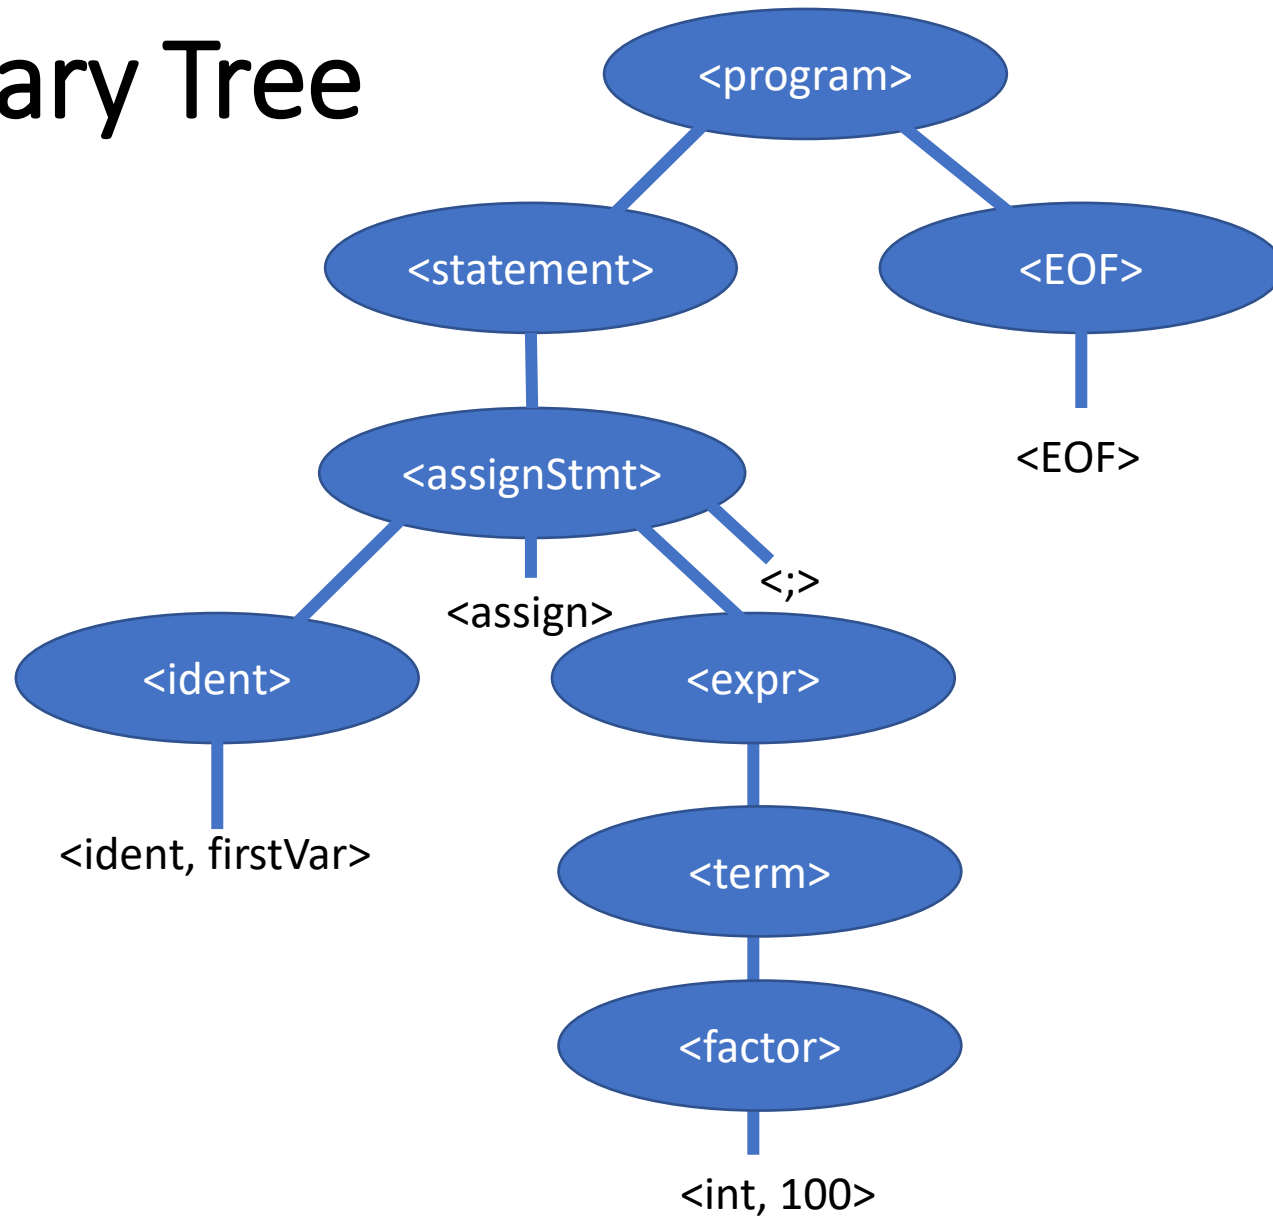 ary Tree
<program>
<statement>
<EOF>
<assignStmt>
<EOF>
<;>
<assign>
<ident>
<expr>
<ident, firstVar>
<term>
<factor>
<int, 100>